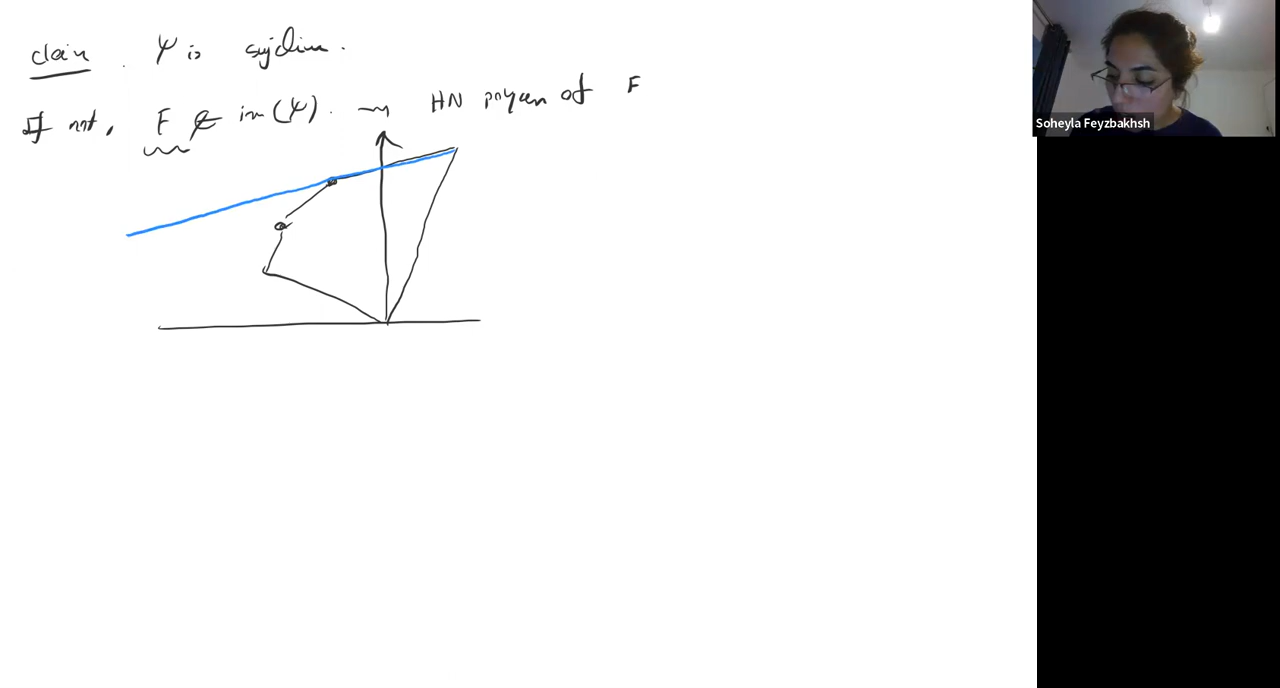 claim. Ψ is surjective.
If not, F ∉ im(Ψ). ⇝ HN polygon of F
Soheyla Feyzbakhsh